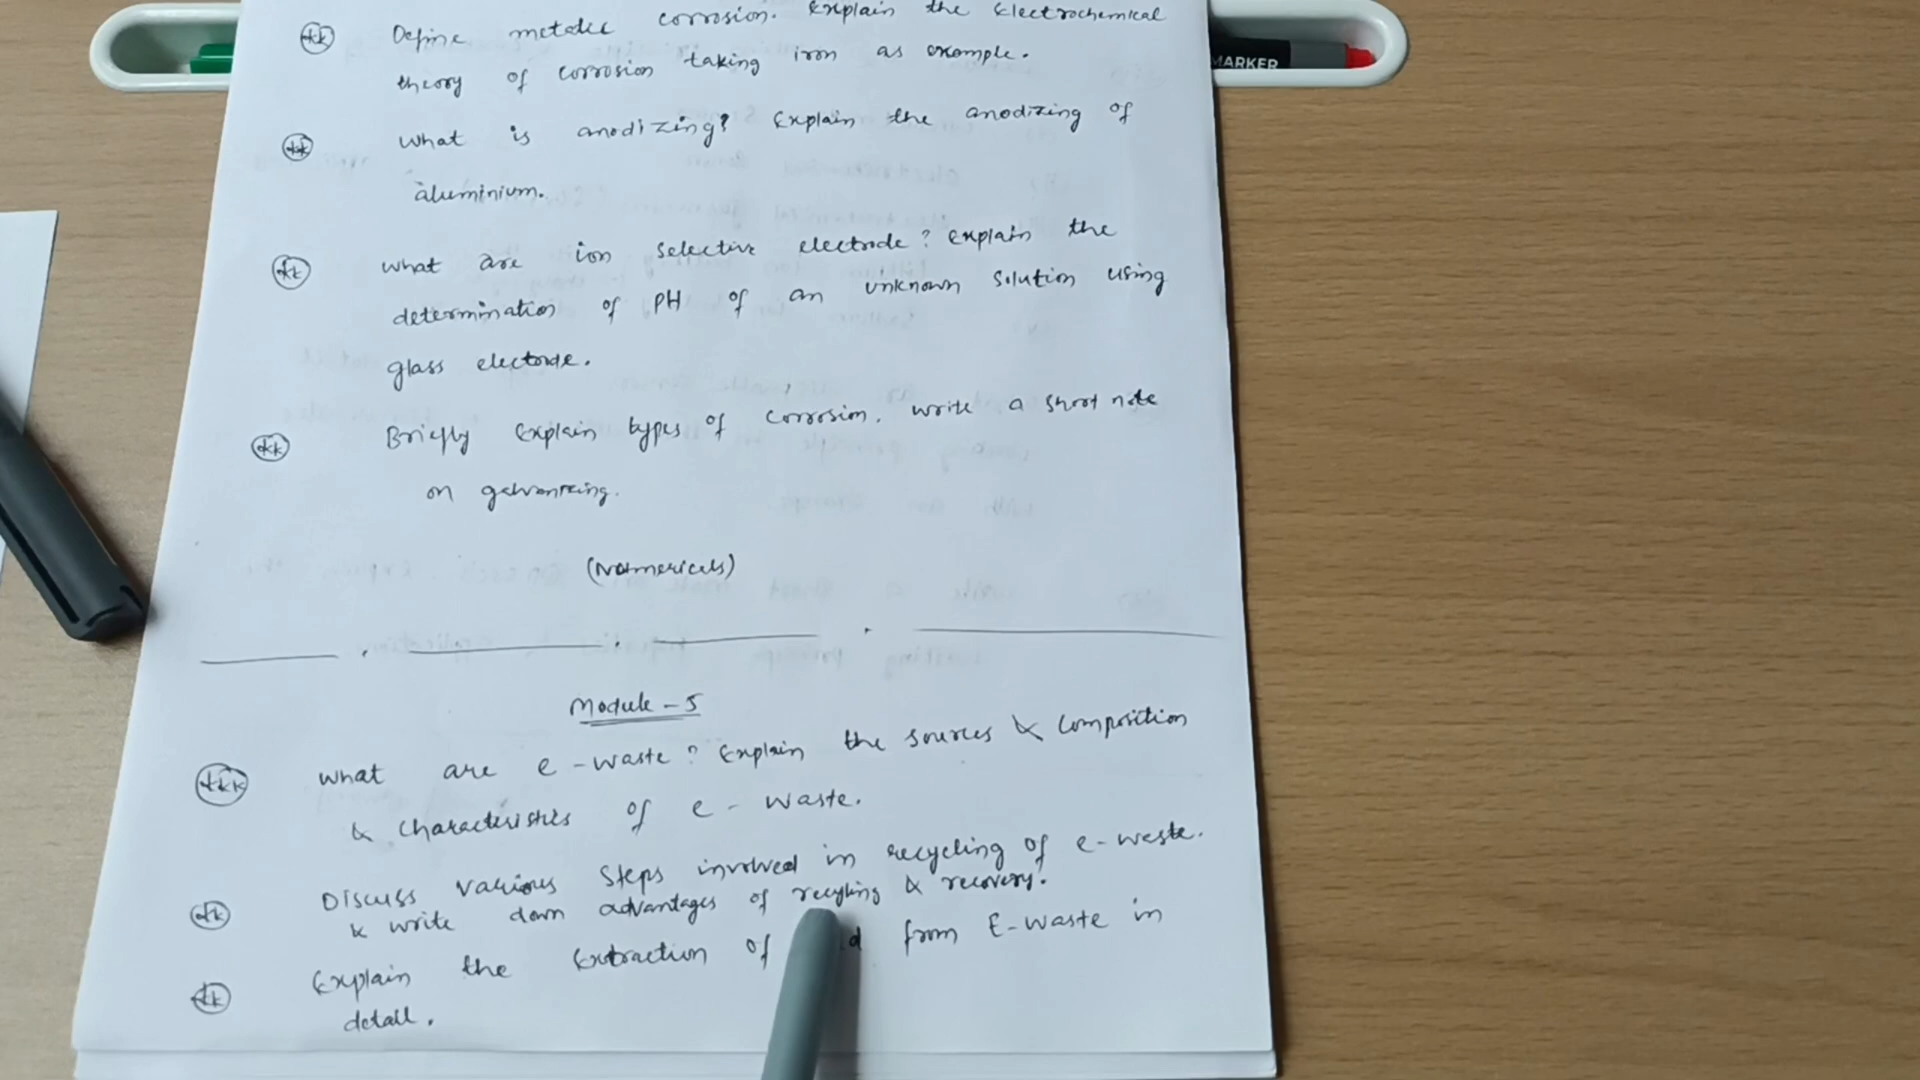 ** Define metalic corrosion. Explain the Electrochemical
theory of corrosion taking iron as example.
** What is anodizing? Explain the anodizing of
aluminium.
** What are ion selective electrode? Explain the
determination of PH of an unknown solution using
glass electorde.
** Briefly Explain types of corrosion. Write a short note
on galvanizing.
(Numericals)
Module - 5
*** What are e-waste? Explain the sources & composition
& characteristics of e-waste.
** Discuss various steps involved in recycling of e-waste.
& write down advantages of recyling & recovery.
** Explain the Extraction of from E-waste in
detail.
MARKER